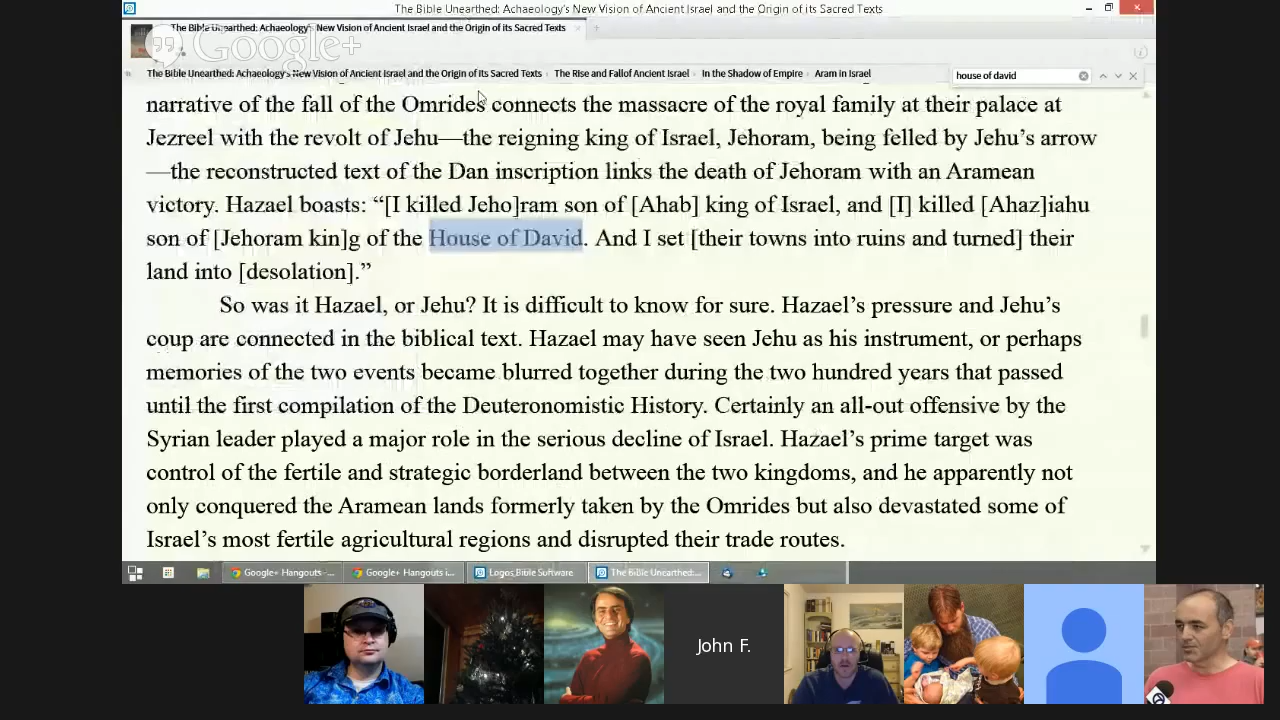 The Bible Unearthed: Achaeology's New Vision of Ancient Israel and the Origin of its Sacred Texts
The Bible Unearthed: Achaeology's New Vision of Ancient Israel and the Origin of its Sacred Texts
Google+
The Bible Unearthed: Achaeology's New Vision of Ancient Israel and the Origin of its Sacred Texts › The Rise and Fallof Ancient Israel › In the Shadow of Empire › Aram in Israel
house of david
narrative of the fall of the Omrides connects the massacre of the royal family at their palace at
Jezreel with the revolt of Jehu—the reigning king of Israel, Jehoram, being felled by Jehu's arrow
—the reconstructed text of the Dan inscription links the death of Jehoram with an Aramean
victory. Hazael boasts: “[I killed Jeho]ram son of [Ahab] king of Israel, and [I] killed [Ahaz]iahu
son of [Jehoram kin]g of the House of David. And I set [their towns into ruins and turned] their
land into [desolation].”
So was it Hazael, or Jehu? It is difficult to know for sure. Hazael's pressure and Jehu's
coup are connected in the biblical text. Hazael may have seen Jehu as his instrument, or perhaps
memories of the two events became blurred together during the two hundred years that passed
until the first compilation of the Deuteronomistic History. Certainly an all-out offensive by the
Syrian leader played a major role in the serious decline of Israel. Hazael's prime target was
control of the fertile and strategic borderland between the two kingdoms, and he apparently not
only conquered the Aramean lands formerly taken by the Omrides but also devastated some of
Israel's most fertile agricultural regions and disrupted their trade routes.
Google+ Hangouts -... Google+ Hangouts i... Logos Bible Software The Bible Unearthed:...
John F.